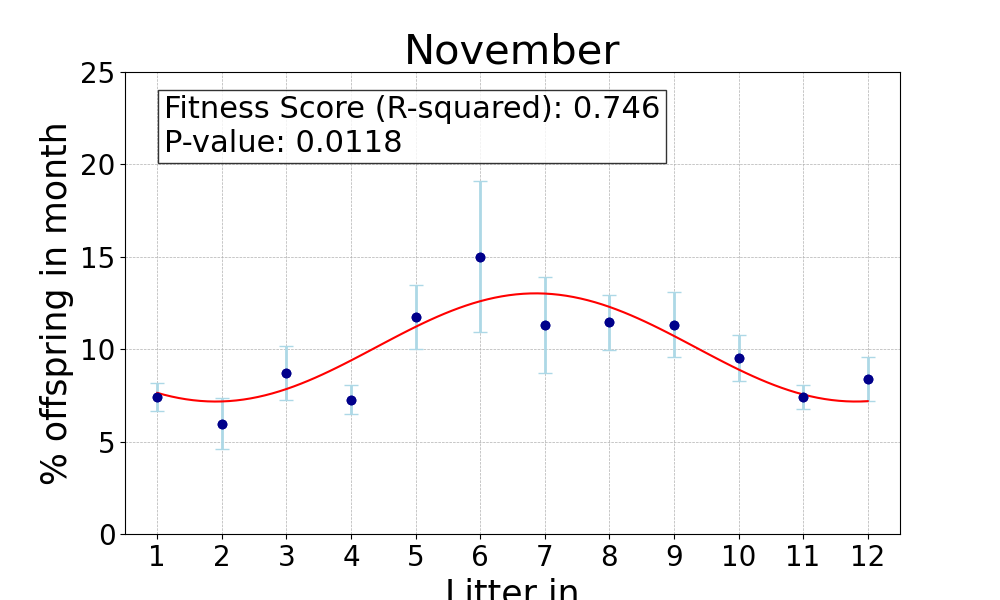 November
Fitness Score (R-squared): 0.746
P-value: 0.0118
% offspring in month
25
20
15
10
5
0
1 2 3 4 5 6 7 8 9 10 11 12
Litter in